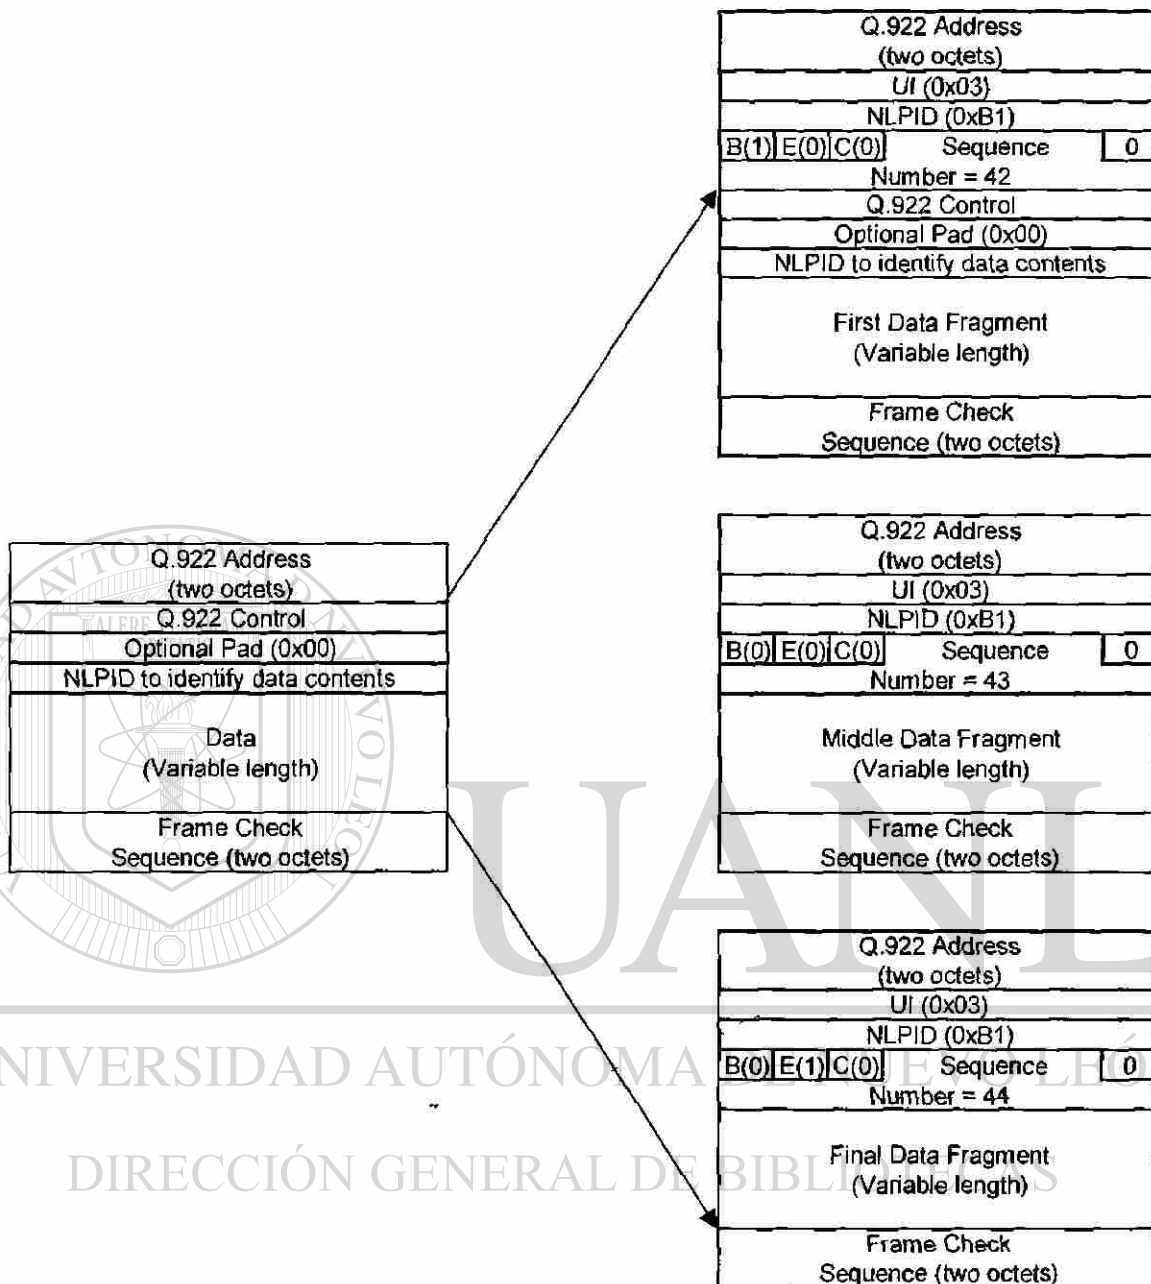 Q.922 Address
(two octets)
UI (0x03)
NLPID (0xB1)
B(1) E(0) C(0) Sequence 0
Number = 42
Q.922 Control
Optional Pad (0x00)
NLPID to identify data contents
First Data Fragment
(Variable length)
Frame Check
Sequence (two octets)
Q.922 Address
(two octets)
Q.922 Control
Optional Pad (0x00)
NLPID to identify data contents
Data
(Variable length)
Frame Check
Sequence (two octets)
Q.922 Address
(two octets)
UI (0x03)
NLPID (0xB1)
B(0) E(0) C(0) Sequence 0
Number = 43
Middle Data Fragment
(Variable length)
Frame Check
Sequence (two octets)
Q.922 Address
(two octets)
UI (0x03)
NLPID (0xB1)
B(0) E(1) C(0) Sequence 0
Number = 44
Final Data Fragment
(Variable length)
Frame Check
Sequence (two octets)
UANL
NIVERSIDAD AUTÓNOMA DE NUEVO LEÓ
DIRECCIÓN GENERAL DE BIBLIOTECAS